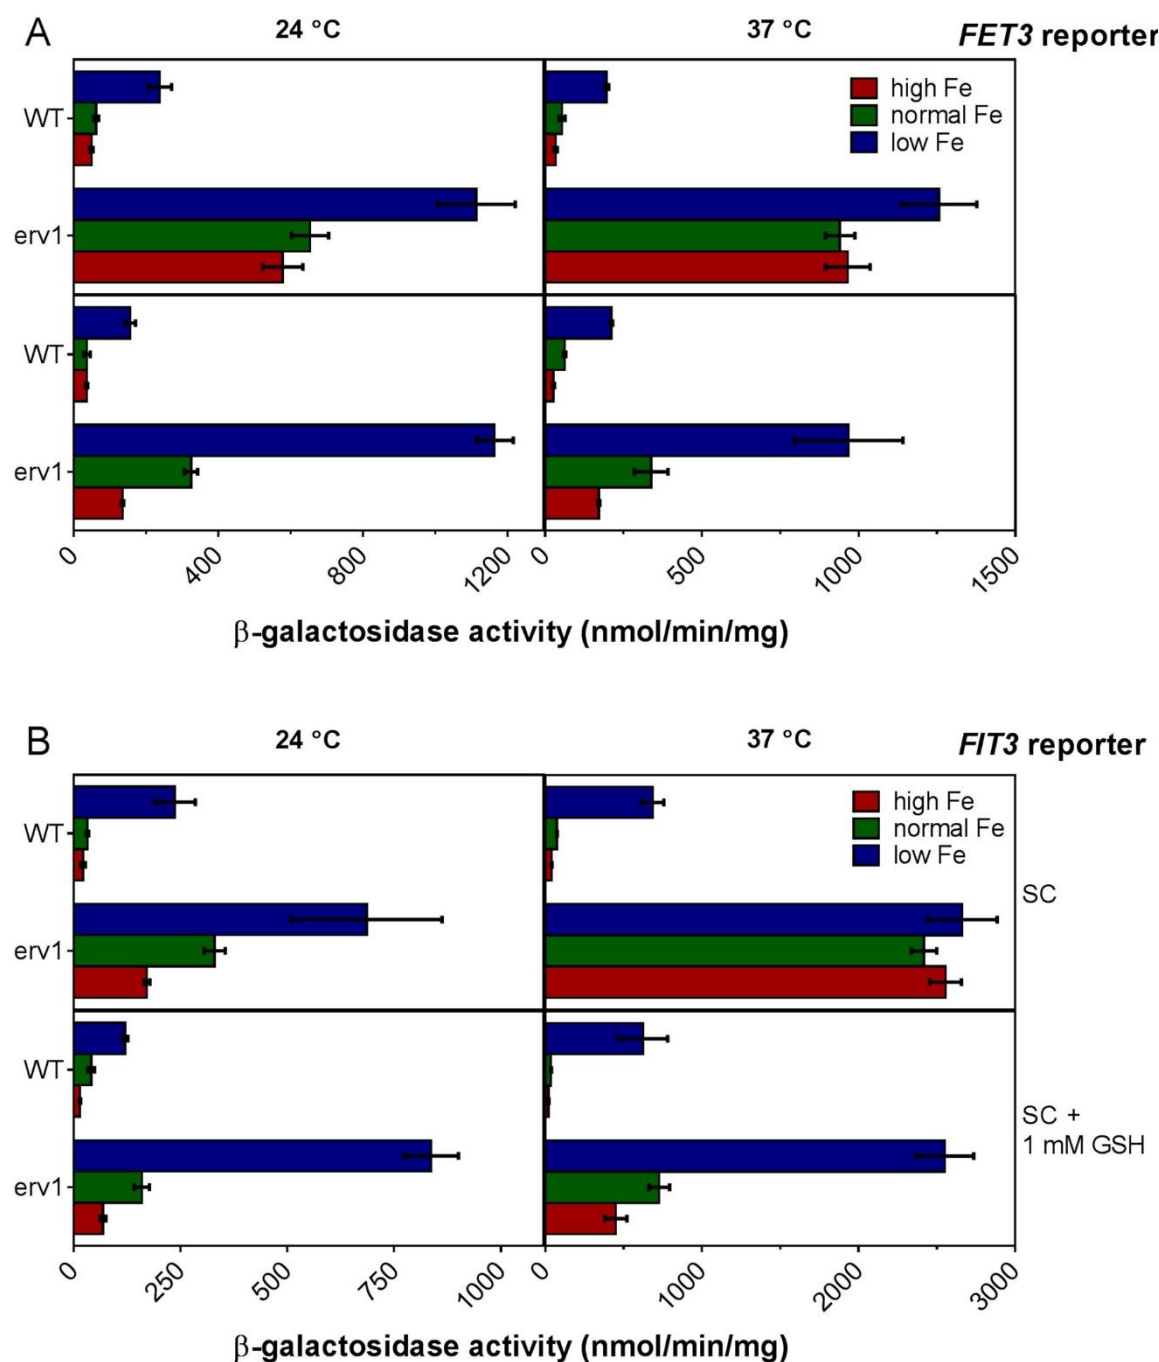 A
24 °C
37 °C
FET3 reporter
high Fe
normal Fe
low Fe
WT
erv1
WT
erv1
0
400
800
1200
0
500
1000
1500
β-galactosidase activity (nmol/min/mg)
B
24 °C
37 °C
FIT3 reporter
high Fe
normal Fe
low Fe
WT
erv1
SC
WT
erv1
SC +
1 mM GSH
0
250
500
750
1000
0
1000
2000
3000
β-galactosidase activity (nmol/min/mg)